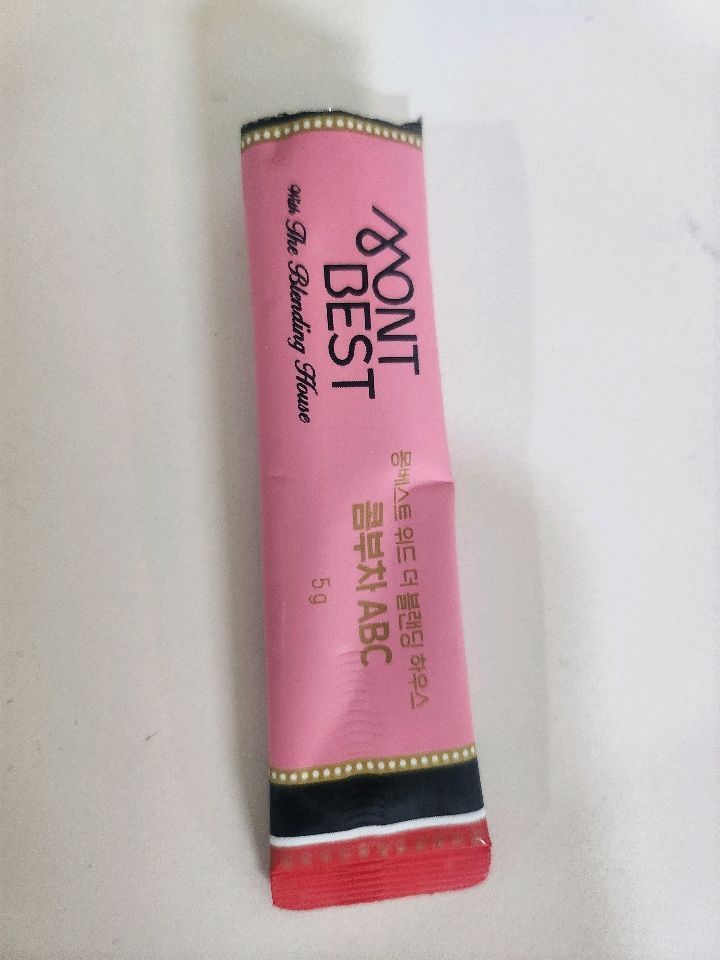 MONT
BEST
With The Blending House
몽베스트 위드 더 블랜딩 하우스
콤부차 ABC
5g